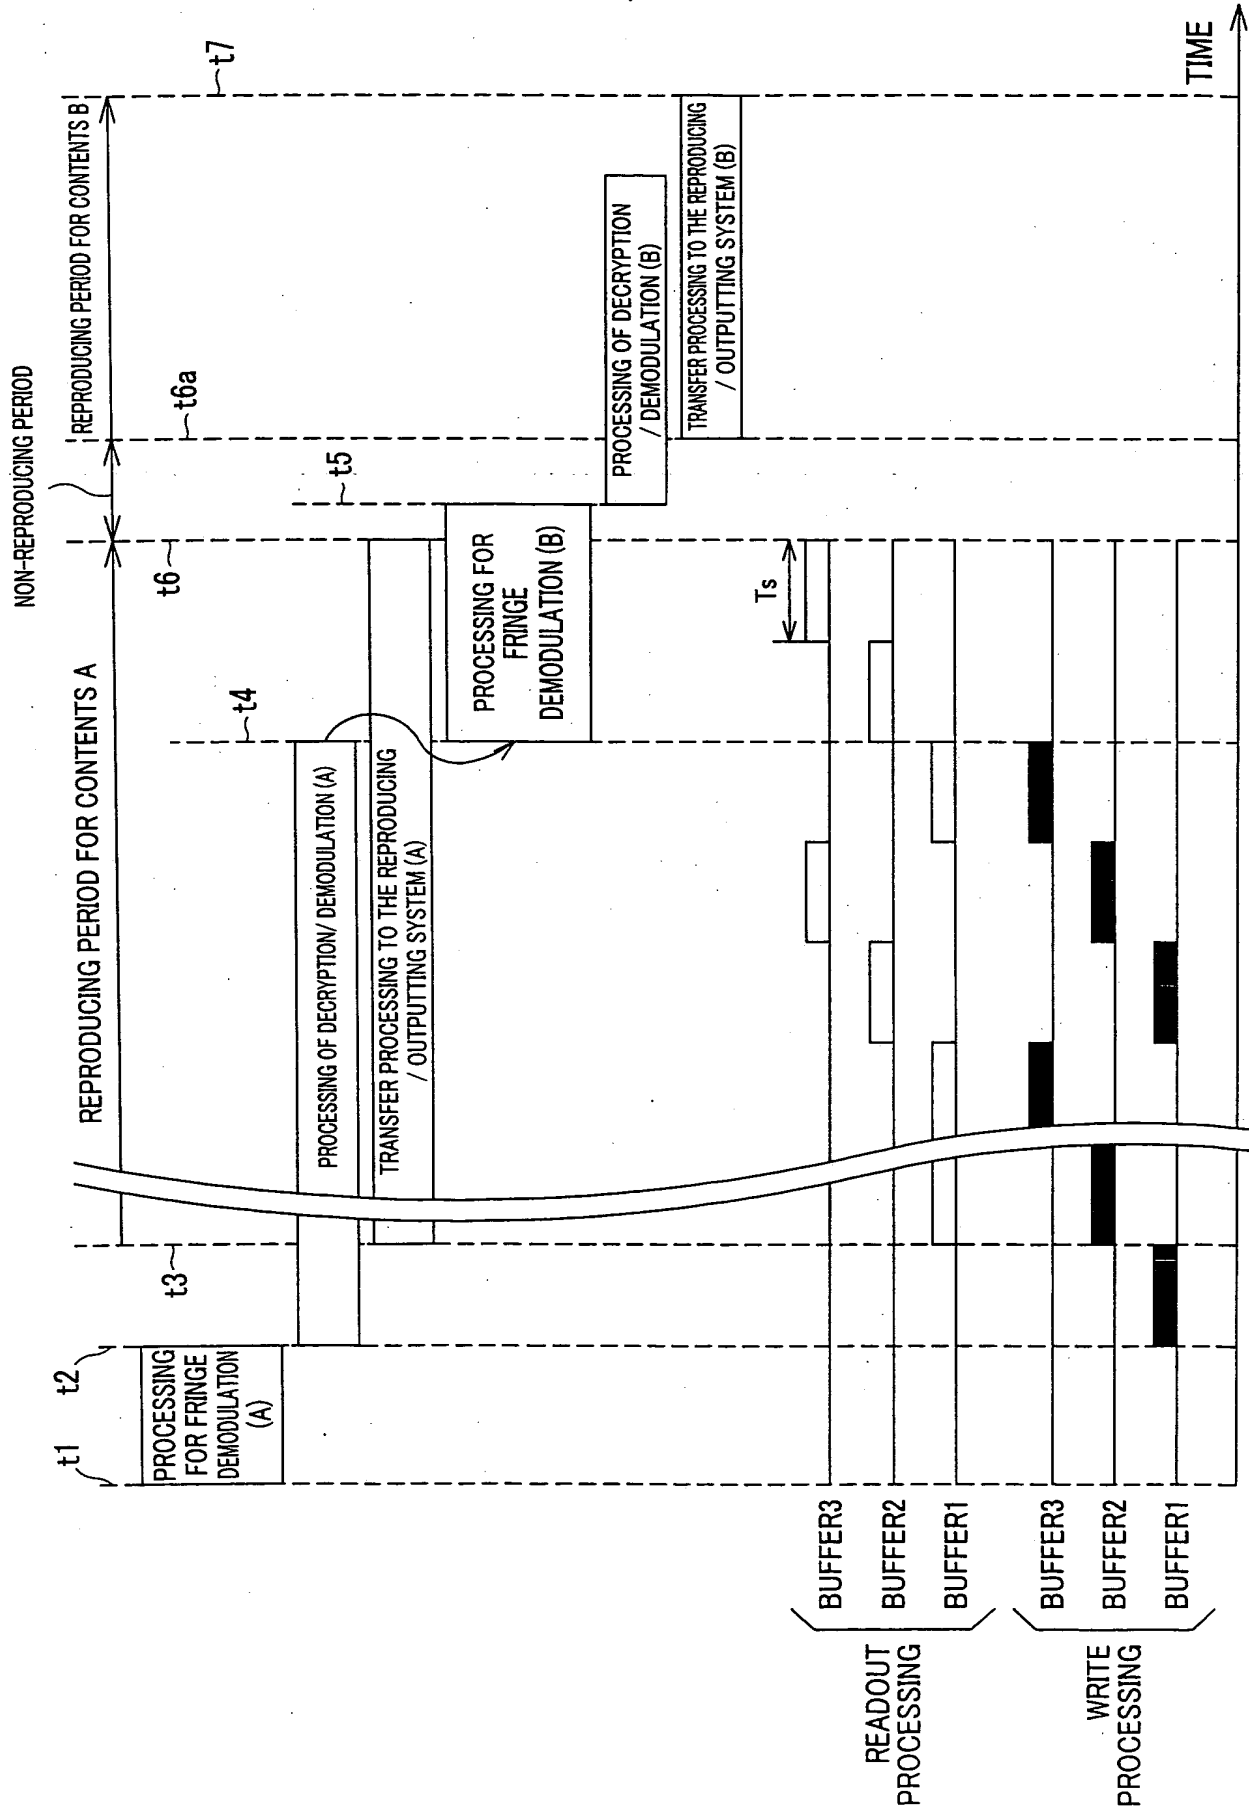 NON-REPRODUCING PERIOD
REPRODUCING PERIOD FOR CONTENTS A
REPRODUCING PERIOD FOR CONTENTS B
t1
t2
t3
t4
t6
t5
t6a
t7
PROCESSING
FOR FRINGE
DEMODULATION
(A)
PROCESSING OF DECRYPTION/ DEMODULATION (A)
TRANSFER PROCESSING TO THE REPRODUCING
/ OUTPUTTING SYSTEM (A)
PROCESSING FOR
FRINGE
DEMODULATION (B)
PROCESSING OF DECRYPTION
/ DEMODULATION (B)
TRANSFER PROCESSING TO THE REPRODUCING
/ OUTPUTTING SYSTEM (B)
Ts
READOUT
PROCESSING
BUFFER3
BUFFER2
BUFFER1
WRITE
PROCESSING
BUFFER3
BUFFER2
BUFFER1
TIME